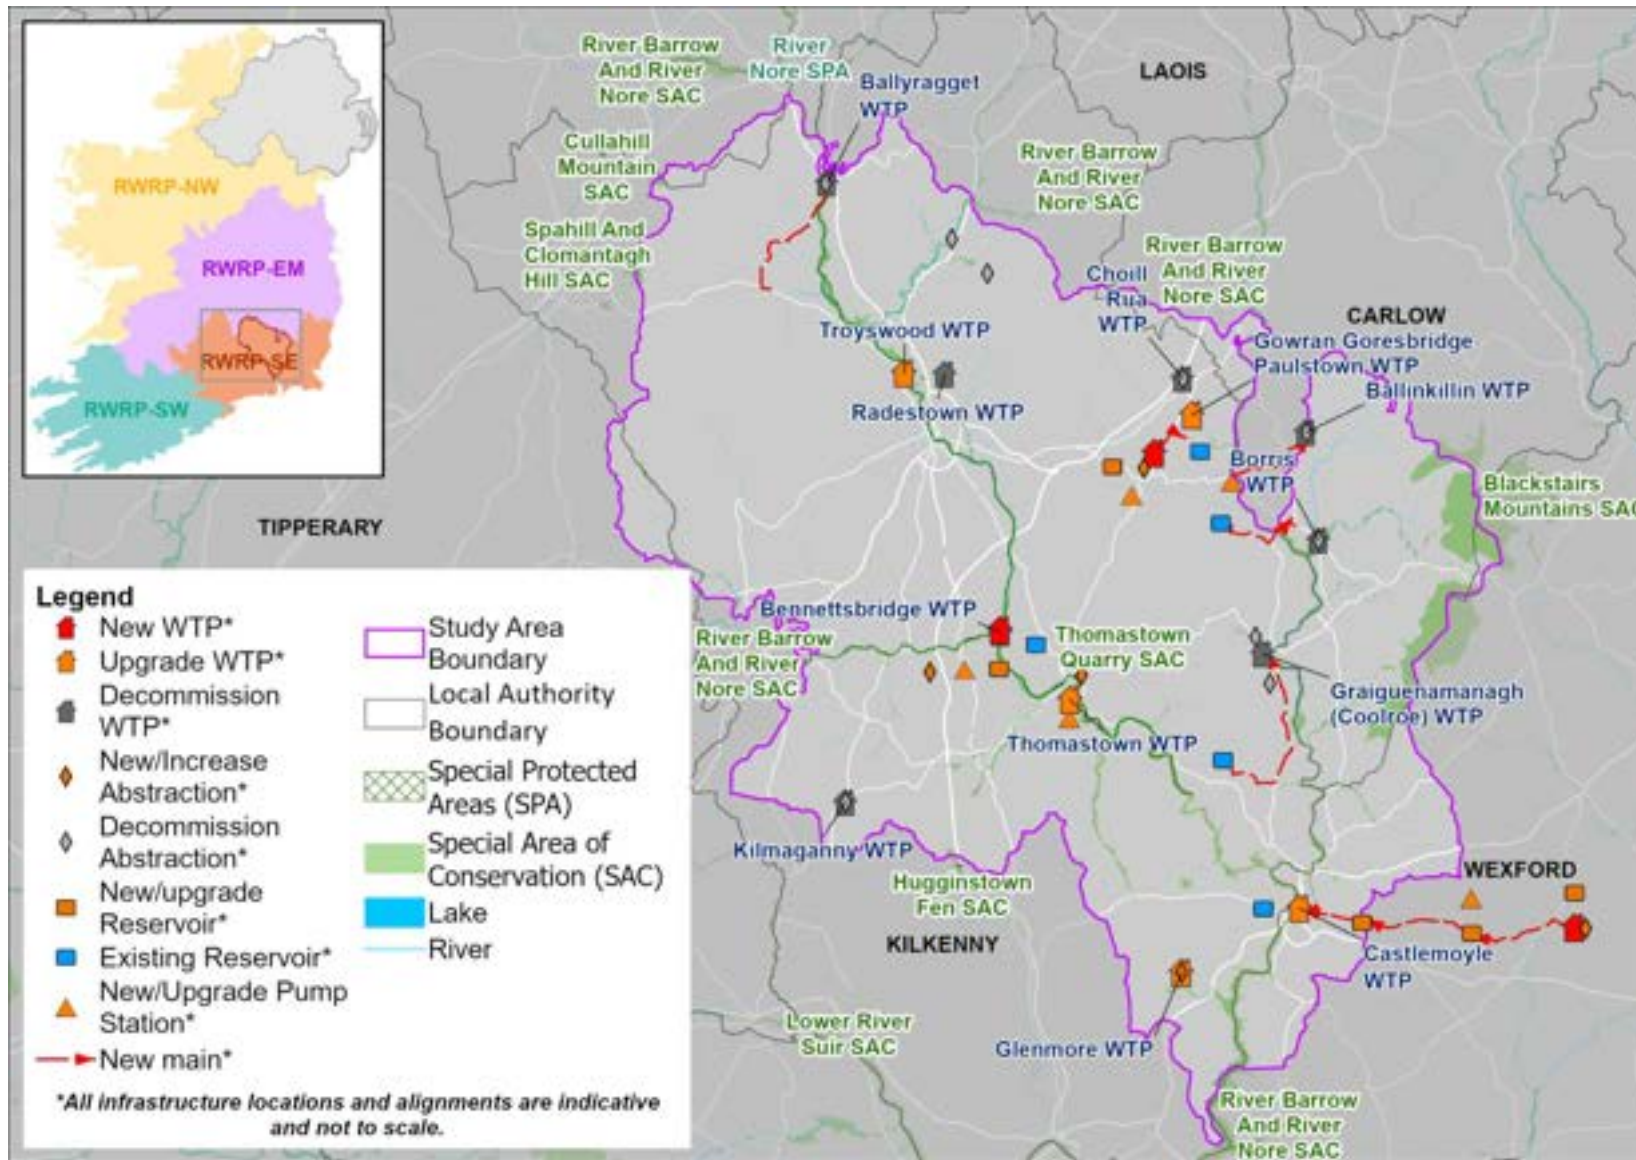 RWRP-NW
RWRP-EM
RWRP-SE
RWRP-SW
River Barrow
And River
Nore SAC
River
Nore SPA
Ballyragget
WTP
LAOIS
Cullahill
Mountain
SAC
River Barrow
And River
Nore SAC
Spahill And
Clomantagh
Hill SAC
River Barrow
And River
Nore SAC
Choill
Rua
WTP
CARLOW
Troyswood WTP
Gowran Goresbridge
Paulstown WTP
Radestown WTP
Ballinkillin WTP
Borris
WTP
Blackstairs
Mountains SAC
TIPPERARY
Bennettsbridge WTP
River Barrow
And River
Nore SAC
Thomastown
Quarry SAC
Graiguenamanagh
(Coolroe) WTP
Thomastown WTP
Kilmaganny WTP
Hugginstown
Fen SAC
WEXFORD
KILKENNY
Castlemoyle
WTP
Lower River
Suir SAC
Glenmore WTP
River Barrow
And River
Nore SAC
Legend
New WTP*
Upgrade WTP*
Decommission
WTP*
New/Increase
Abstraction*
Decommission
Abstraction*
New/upgrade
Reservoir*
Existing Reservoir*
New/Upgrade Pump
Station*
New main*
Study Area
Boundary
Local Authority
Boundary
Special Protected
Areas (SPA)
Special Area of
Conservation (SAC)
Lake
River
*All infrastructure locations and alignments are indicative
and not to scale.